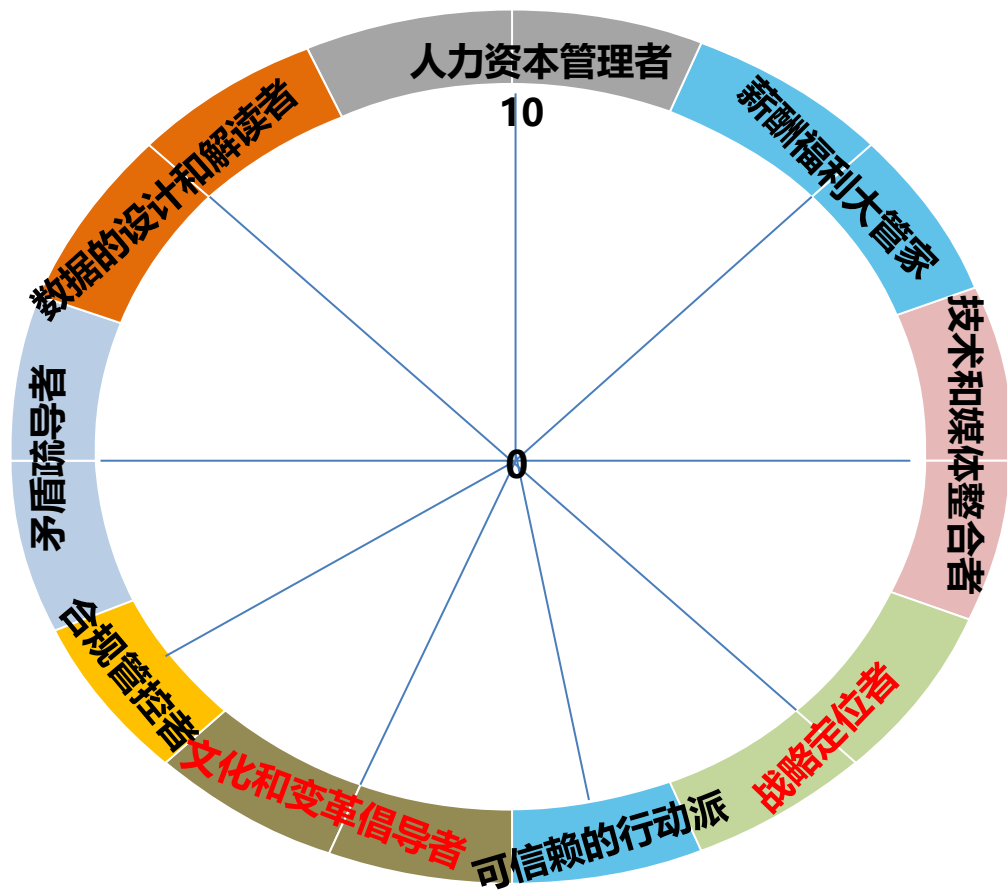 人力资本管理者
10
薪酬福利大管家
技术和媒体整合者
战略定位者
可信赖的行动派
文化和变革倡导者
合规管控者
矛盾疏导者
数据的设计和解读者
0